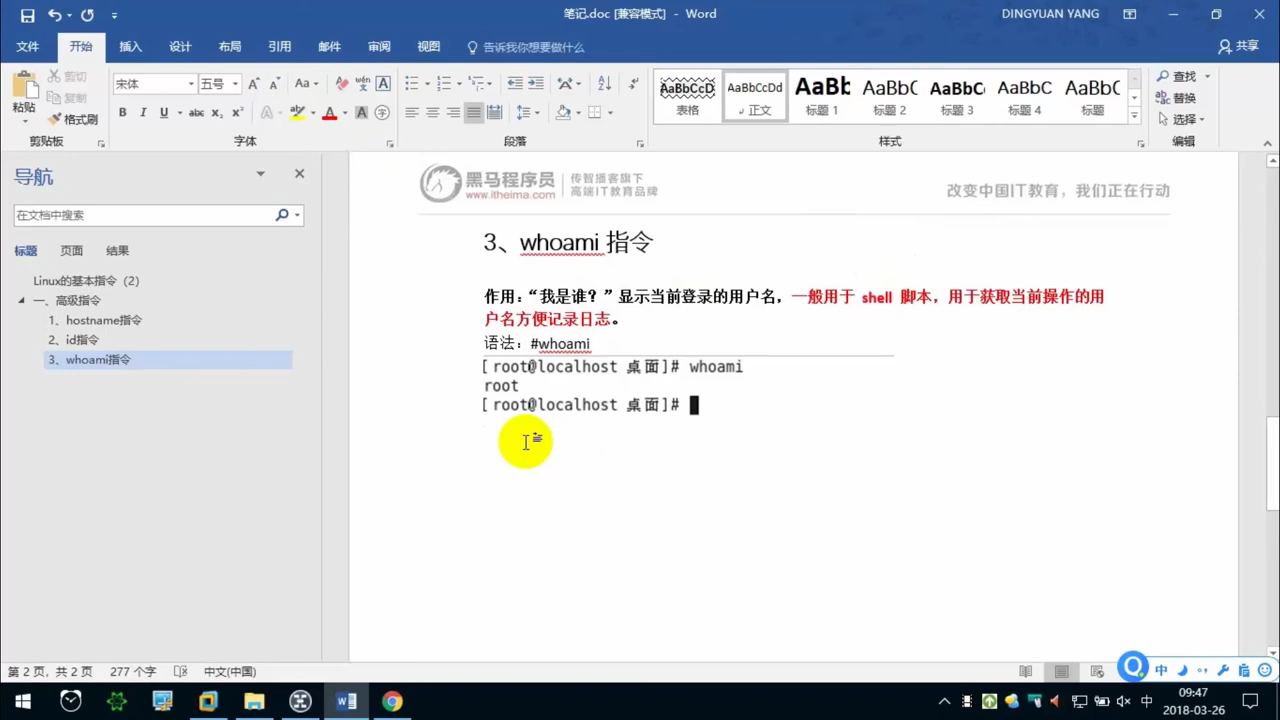 笔记.doc [兼容模式] - Word
DINGYUAN YANG
文件 开始 插入 设计 布局 引用 邮件 审阅 视图 告诉我你想要做什么 共享
粘贴 剪切 复制 格式刷
宋体 五号
AaBbCcD AaBbCcDd AaBb AaBbC AaBbCc AaBbC AaBbC
表格 正文 标题 1 标题 2 标题 3 标题 4 标题
查找 替换 选择
剪贴板 字体 段落 样式 编辑
导航
在文档中搜索
标题 页面 结果
Linux的基本指令(2)
一、高级指令
1、hostname指令
2、id指令
3、whoami指令
黑马程序员
www.itheima.com
传智播客旗下
高端IT教育品牌
改变中国IT教育，我们正在行动
3、whoami 指令
作用：“我是谁？”显示当前登录的用户名，一般用于 shell 脚本，用于获取当前操作的用
户名方便记录日志。
语法：#whoami
[root@localhost 桌面]# whoami
root
[root@localhost 桌面]#
第 2 页，共 2 页 277 个字 中文(中国)
中
中
09:47
2018-03-26